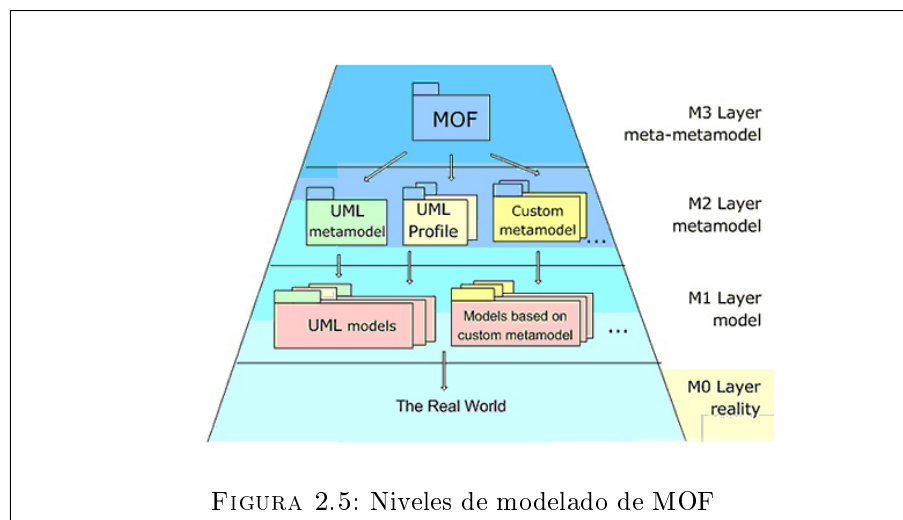 MOF
M3 Layer
meta-metamodel
UML
metamodel
UML
Profile
Custom
metamodel
...
M2 Layer
metamodel
UML models
Models based on
custom metamodel
...
M1 Layer
model
The Real World
M0 Layer
reality
FIGURA 2.5: Niveles de modelado de MOF